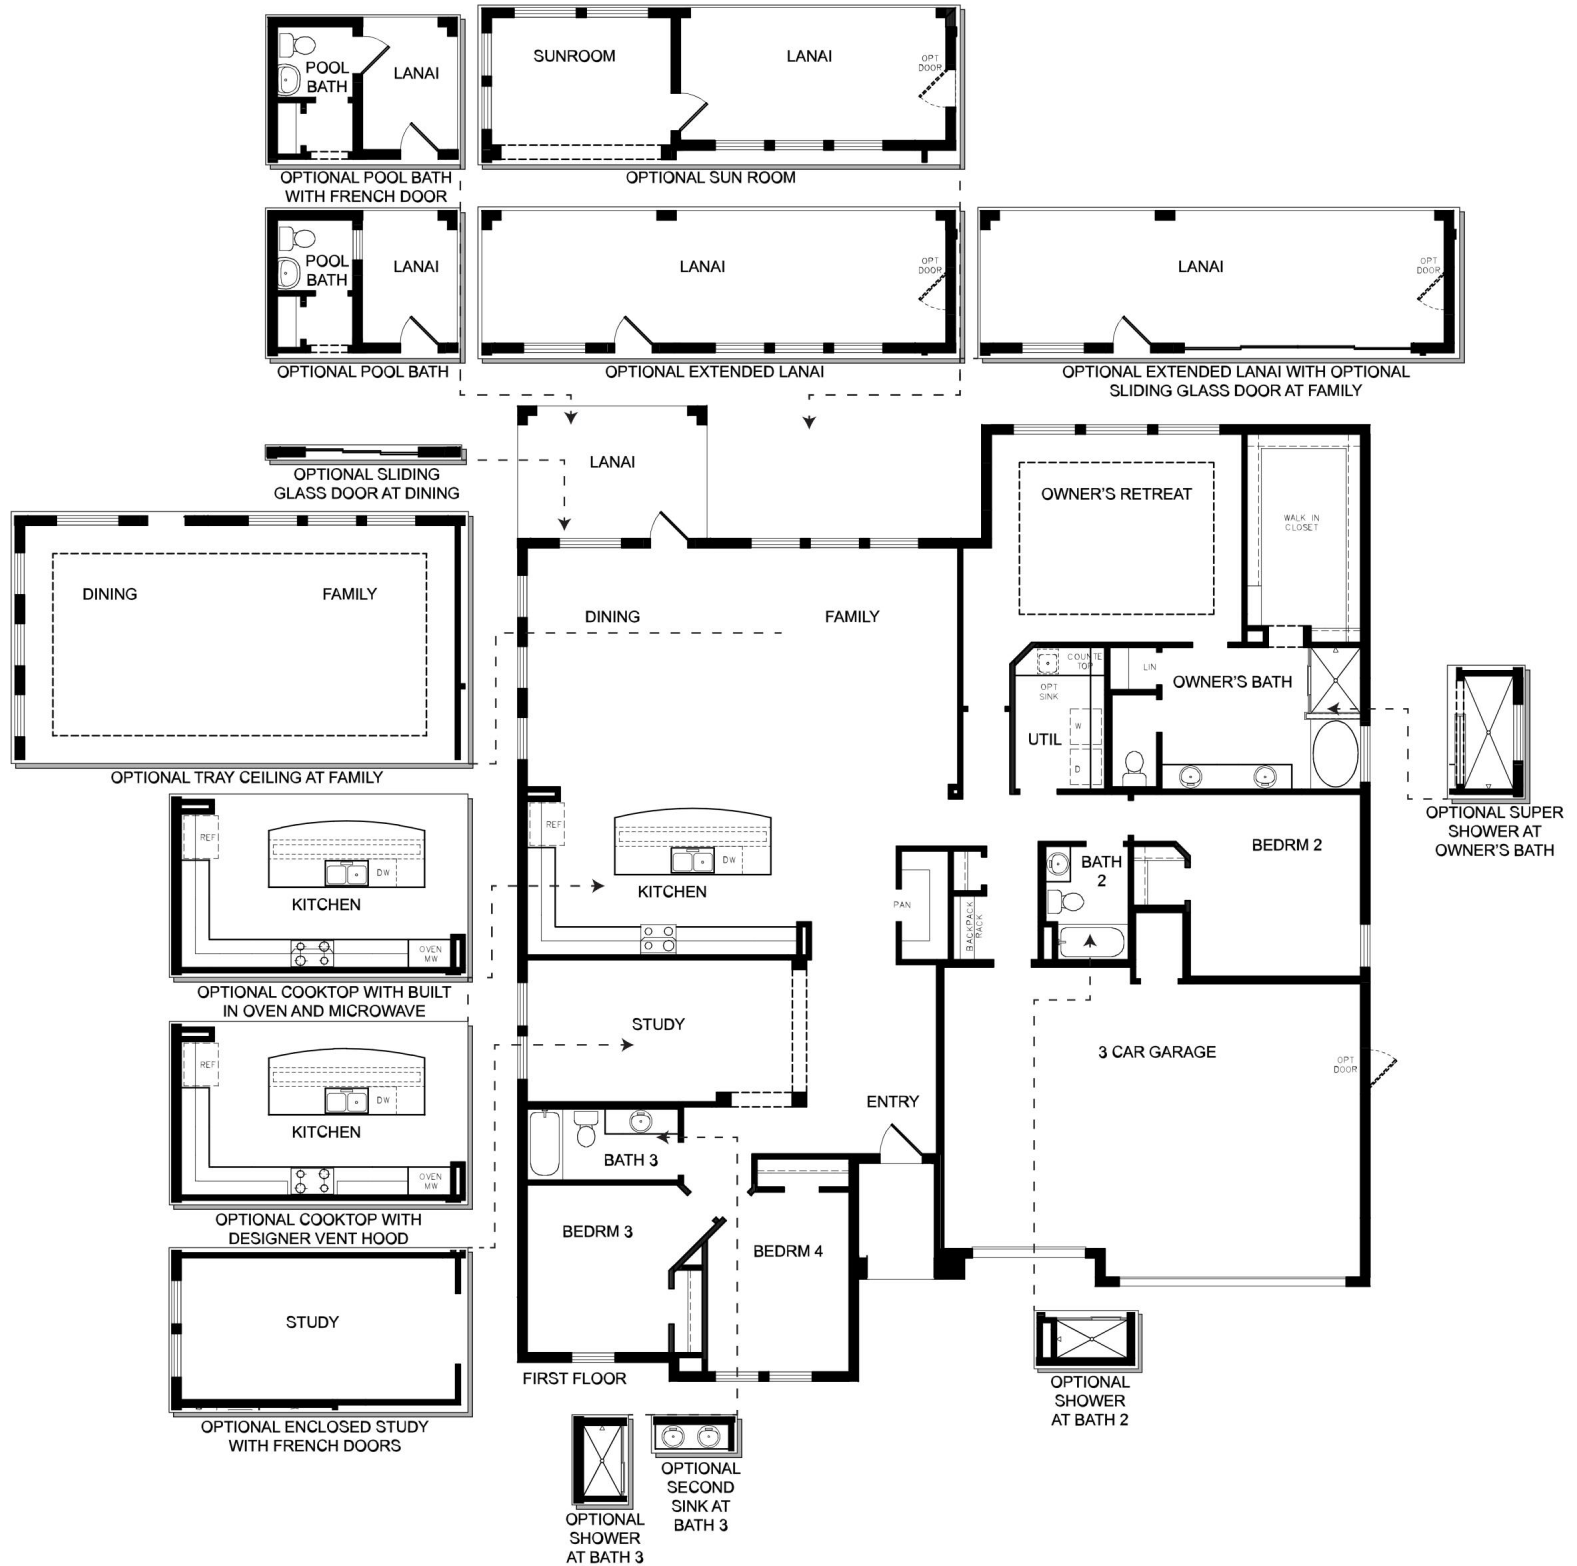 POOL
BATH
LANAI
OPTIONAL POOL BATH
WITH FRENCH DOOR
SUNROOM
LANAI
OPT
DOOR
OPTIONAL SUN ROOM
POOL
BATH
LANAI
OPTIONAL POOL BATH
LANAI
OPT
DOOR
OPTIONAL EXTENDED LANAI
LANAI
OPT
DOOR
OPTIONAL EXTENDED LANAI WITH OPTIONAL
SLIDING GLASS DOOR AT FAMILY
OPTIONAL SLIDING
GLASS DOOR AT DINING
DINING
FAMILY
OPTIONAL TRAY CEILING AT FAMILY
REF
DW
KITCHEN
OVEN
MW
OPTIONAL COOKTOP WITH BUILT
IN OVEN AND MICROWAVE
REF
DW
KITCHEN
OVEN
MW
OPTIONAL COOKTOP WITH
DESIGNER VENT HOOD
STUDY
OPTIONAL ENCLOSED STUDY
WITH FRENCH DOORS
LANAI
OWNER'S RETREAT
WALK IN
CLOSET
DINING
FAMILY
COUNTE
TOP
OPT
SINK
LIN
OWNER'S BATH
W
UTIL
D
OPTIONAL SUPER
SHOWER AT
OWNER'S BATH
REF
DW
KITCHEN
PAN
BACKPACK
RACK
BATH
2
BEDRM 2
STUDY
3 CAR GARAGE
OPT
DOOR
ENTRY
BATH 3
BEDRM 3
BEDRM 4
FIRST FLOOR
OPTIONAL
SHOWER
AT BATH 2
OPTIONAL
SECOND
SINK AT
BATH 3
OPTIONAL
SHOWER
AT BATH 3